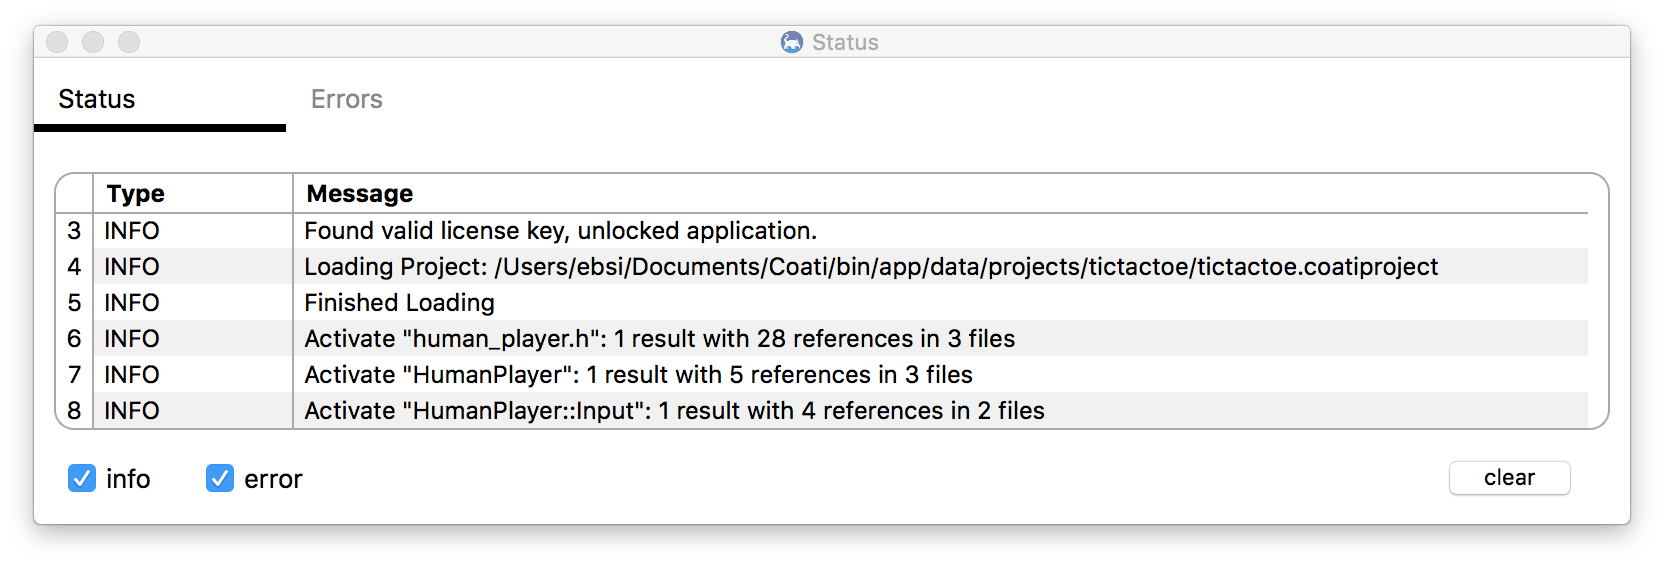 Status
Status Errors
Type Message
3 INFO Found valid license key, unlocked application.
4 INFO Loading Project: /Users/ebsi/Documents/Coati/bin/app/data/projects/tictactoe/tictactoe.coatiproject
5 INFO Finished Loading
6 INFO Activate "human_player.h": 1 result with 28 references in 3 files
7 INFO Activate "HumanPlayer": 1 result with 5 references in 3 files
8 INFO Activate "HumanPlayer::Input": 1 result with 4 references in 2 files
info error clear